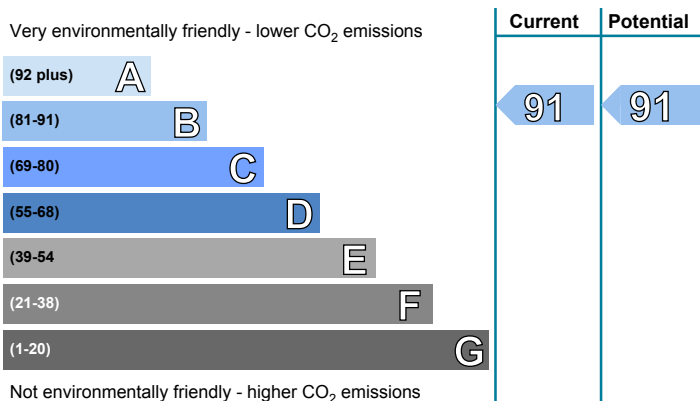 Current Potential
Very environmentally friendly - lower CO₂ emissions
(92 plus) A
(81-91) B
91 91
(69-80) C
(55-68) D
(39-54 E
(21-38) F
(1-20) G
Not environmentally friendly - higher CO₂ emissions